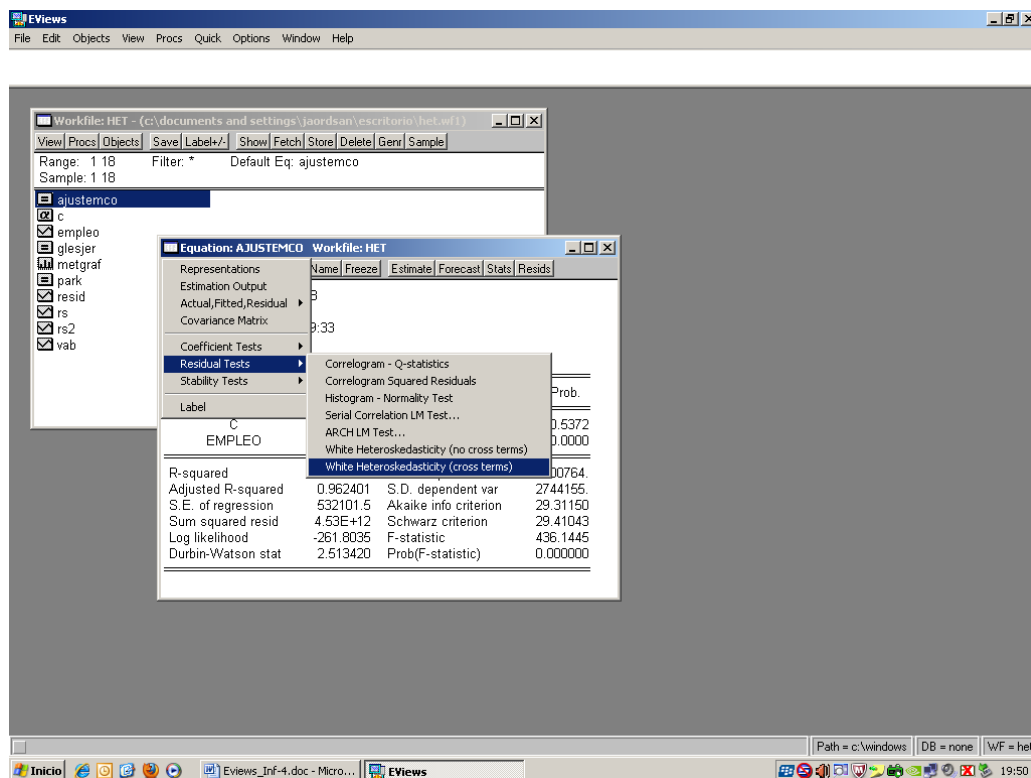 EViews
File Edit Objects View Procs Quick Options Window Help
Workfile: HET - (c:\documents and settings\jaordsan\escritorio\het.wf1)
View Procs Objects Save Label+/- Show Fetch Store Delete Genr Sample
Range: 1 18 Filter: * Default Eq: ajustemco
Sample: 1 18
ajustemco
c
empleo
glesjer
metgraf
park
resid
rs
rs2
vab
Equation: AJUSTEMCO Workfile: HET
Name Freeze Estimate Forecast Stats Resids
Representations
Estimation Output
Actual,Fitted,Residual
Covariance Matrix
Coefficient Tests
Residual Tests
Stability Tests
Label
9:33
Correlogram - Q-statistics
Correlogram Squared Residuals
Histogram - Normality Test
Serial Correlation LM Test...
ARCH LM Test...
White Heteroskedasticity (no cross terms)
White Heteroskedasticity (cross terms)
Prob.
C 0.5372
EMPLEO 0.0000
R-squared 00764.
Adjusted R-squared 0.962401 S.D. dependent var 2744155.
S.E. of regression 532101.5 Akaike info criterion 29.31150
Sum squared resid 4.53E+12 Schwarz criterion 29.41043
Log likelihood -261.8035 F-statistic 436.1445
Durbin-Watson stat 2.513420 Prob(F-statistic) 0.000000
Path = c:\windows DB = none WF = het
Inicio Eviews_Inf-4.doc - Micro... EViews 19:50